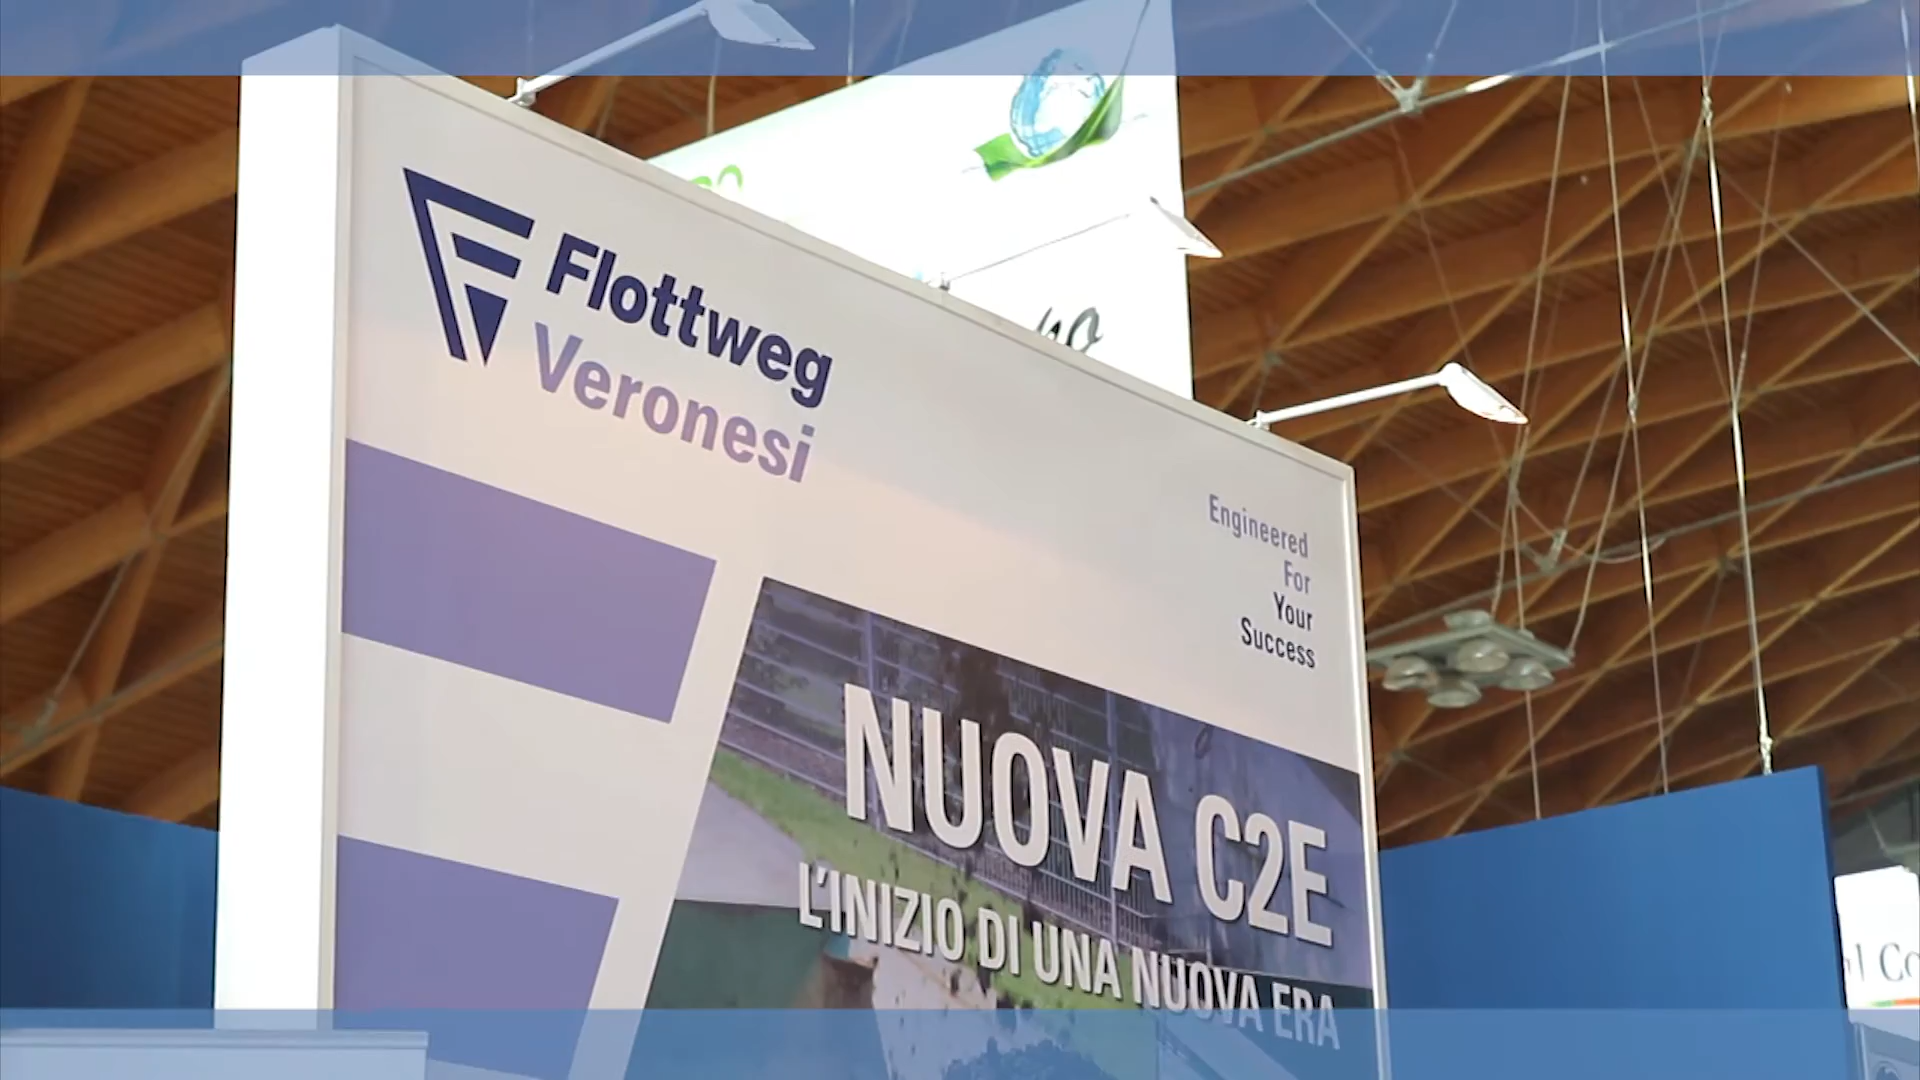 Flottweg
Veronesi
Engineered
For
Your
Success
NUOVA C2E
L'INIZIO DI UNA NUOVA ERA